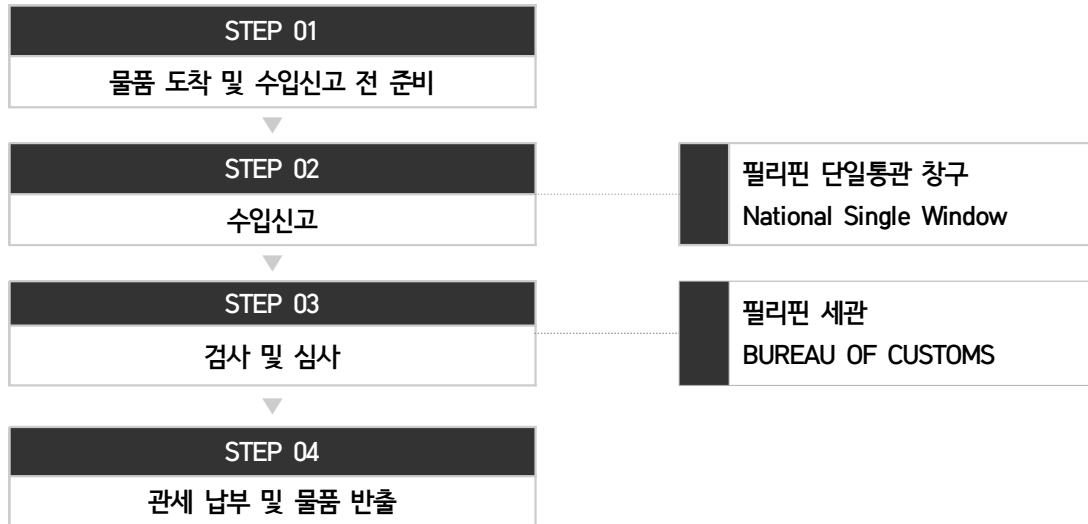 STEP 01
물품 도착 및 수입신고 전 준비
STEP 02
수입신고
필리핀 단일통관 창구
National Single Window
STEP 03
검사 및 심사
필리핀 세관
BUREAU OF CUSTOMS
STEP 04
관세 납부 및 물품 반출